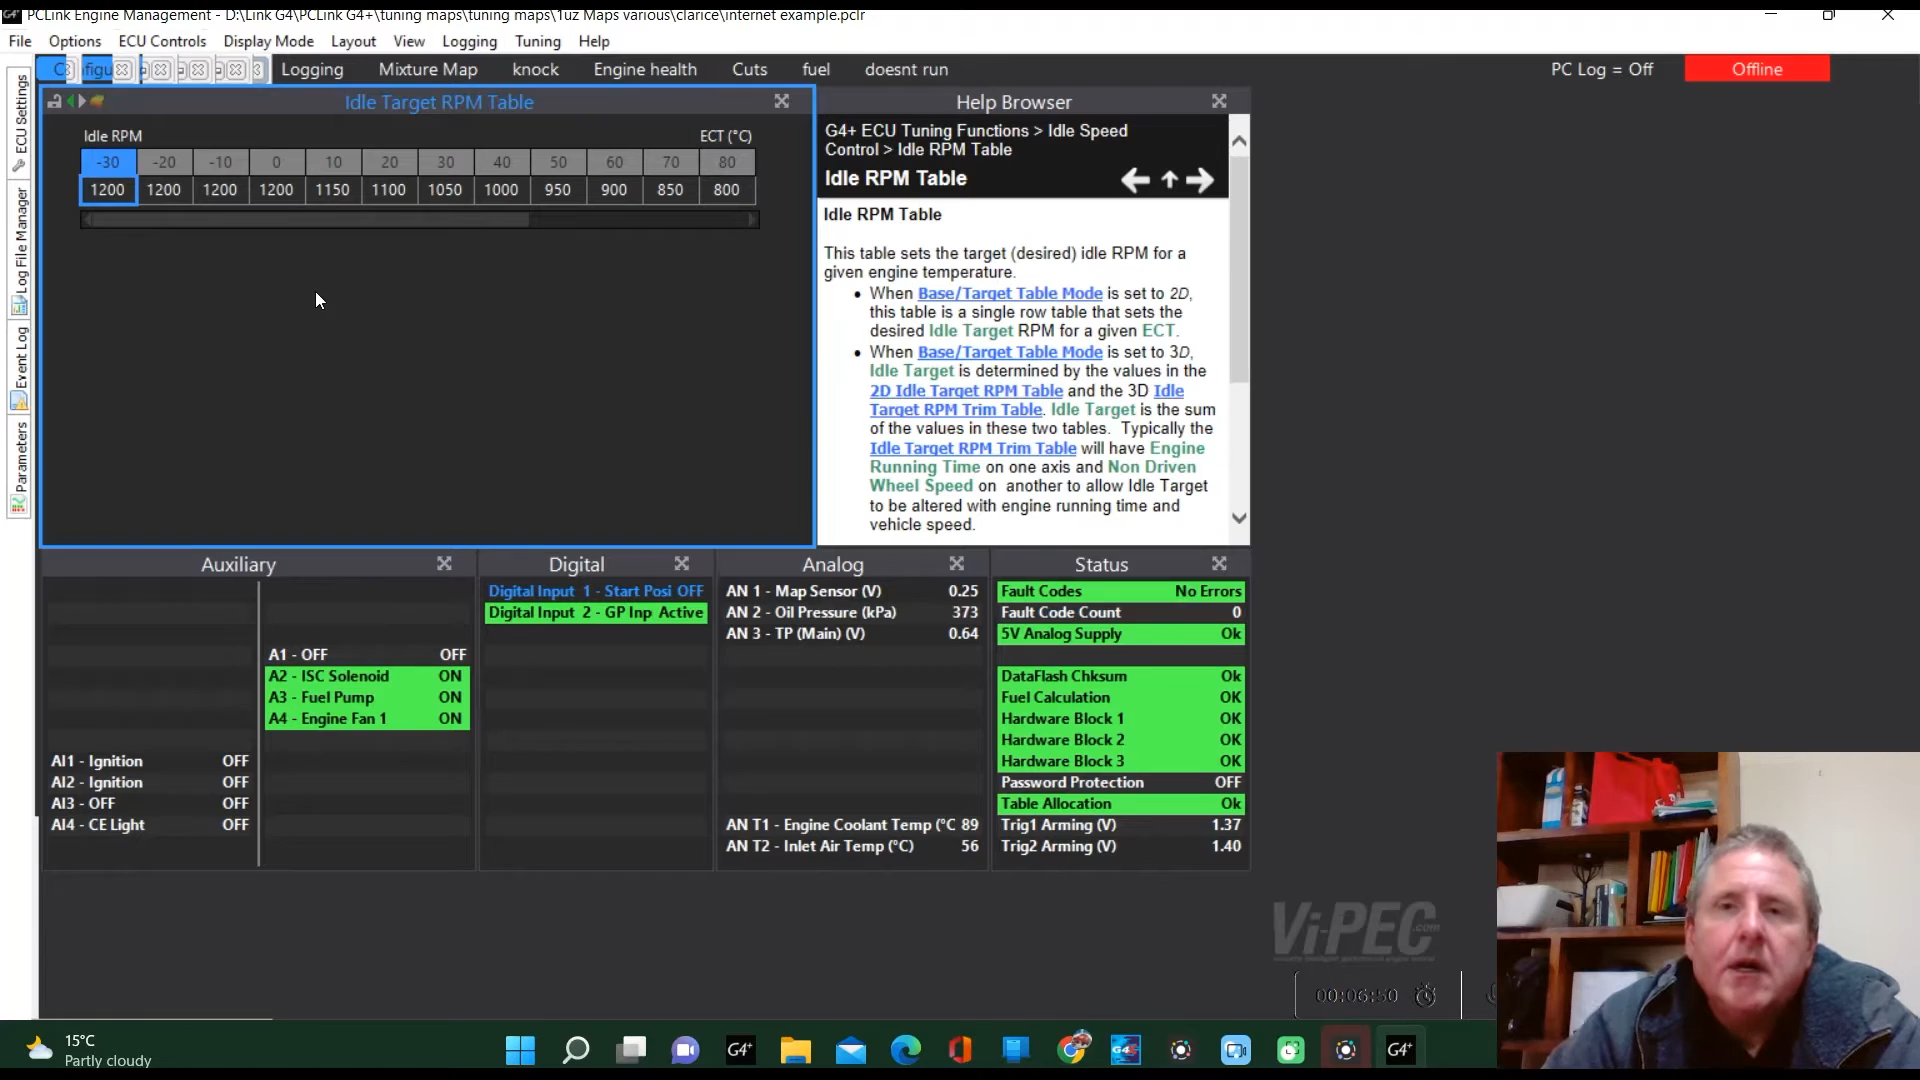 G4+ PCLink Engine Management - D:\Link G4\PCLink G4+\tuning maps\tuning maps\1uz Maps various\clarice\internet example.pclr
File Options ECU Controls Display Mode Layout View Logging Tuning Help
Logging Mixture Map knock Engine health Cuts fuel doesnt run PC Log = Off Offline
ECU Settings
Log File Manager
Event Log
Parameters
Idle Target RPM Table
Idle RPM ECT (°C)
-30 -20 -10 0 10 20 30 40 50 60 70 80
1200 1200 1200 1200 1150 1100 1050 1000 950 900 850 800
Help Browser
G4+ ECU Tuning Functions > Idle Speed
Control > Idle RPM Table
Idle RPM Table
Idle RPM Table
This table sets the target (desired) idle RPM for a
given engine temperature.
• When Base/Target Table Mode is set to 2D,
this table is a single row table that sets the
desired Idle Target RPM for a given ECT.
• When Base/Target Table Mode is set to 3D,
Idle Target is determined by the values in the
2D Idle Target RPM Table and the 3D Idle
Target RPM Trim Table. Idle Target is the sum
of the values in these two tables. Typically the
Idle Target RPM Trim Table will have Engine
Running Time on one axis and Non Driven
Wheel Speed on another to allow Idle Target
to be altered with engine running time and
vehicle speed.
Auxiliary
A1 - OFF OFF
A2 - ISC Solenoid ON
A3 - Fuel Pump ON
A4 - Engine Fan 1 ON
AI1 - Ignition OFF
AI2 - Ignition OFF
AI3 - OFF OFF
AI4 - CE Light OFF
Digital
Digital Input 1 - Start Posi OFF
Digital Input 2 - GP Inp Active
Analog
AN 1 - Map Sensor (V) 0.25
AN 2 - Oil Pressure (kPa) 373
AN 3 - TP (Main) (V) 0.64
AN T1 - Engine Coolant Temp (°C 89
AN T2 - Inlet Air Temp (°C) 56
Status
Fault Codes No Errors
Fault Code Count 0
5V Analog Supply Ok
DataFlash Chksum Ok
Fuel Calculation OK
Hardware Block 1 OK
Hardware Block 2 OK
Hardware Block 3 OK
Password Protection OFF
Table Allocation Ok
Trig1 Arming (V) 1.37
Trig2 Arming (V) 1.40
Vi-PEC.com
00:06:50
15°C
Partly cloudy
G4+ G4+